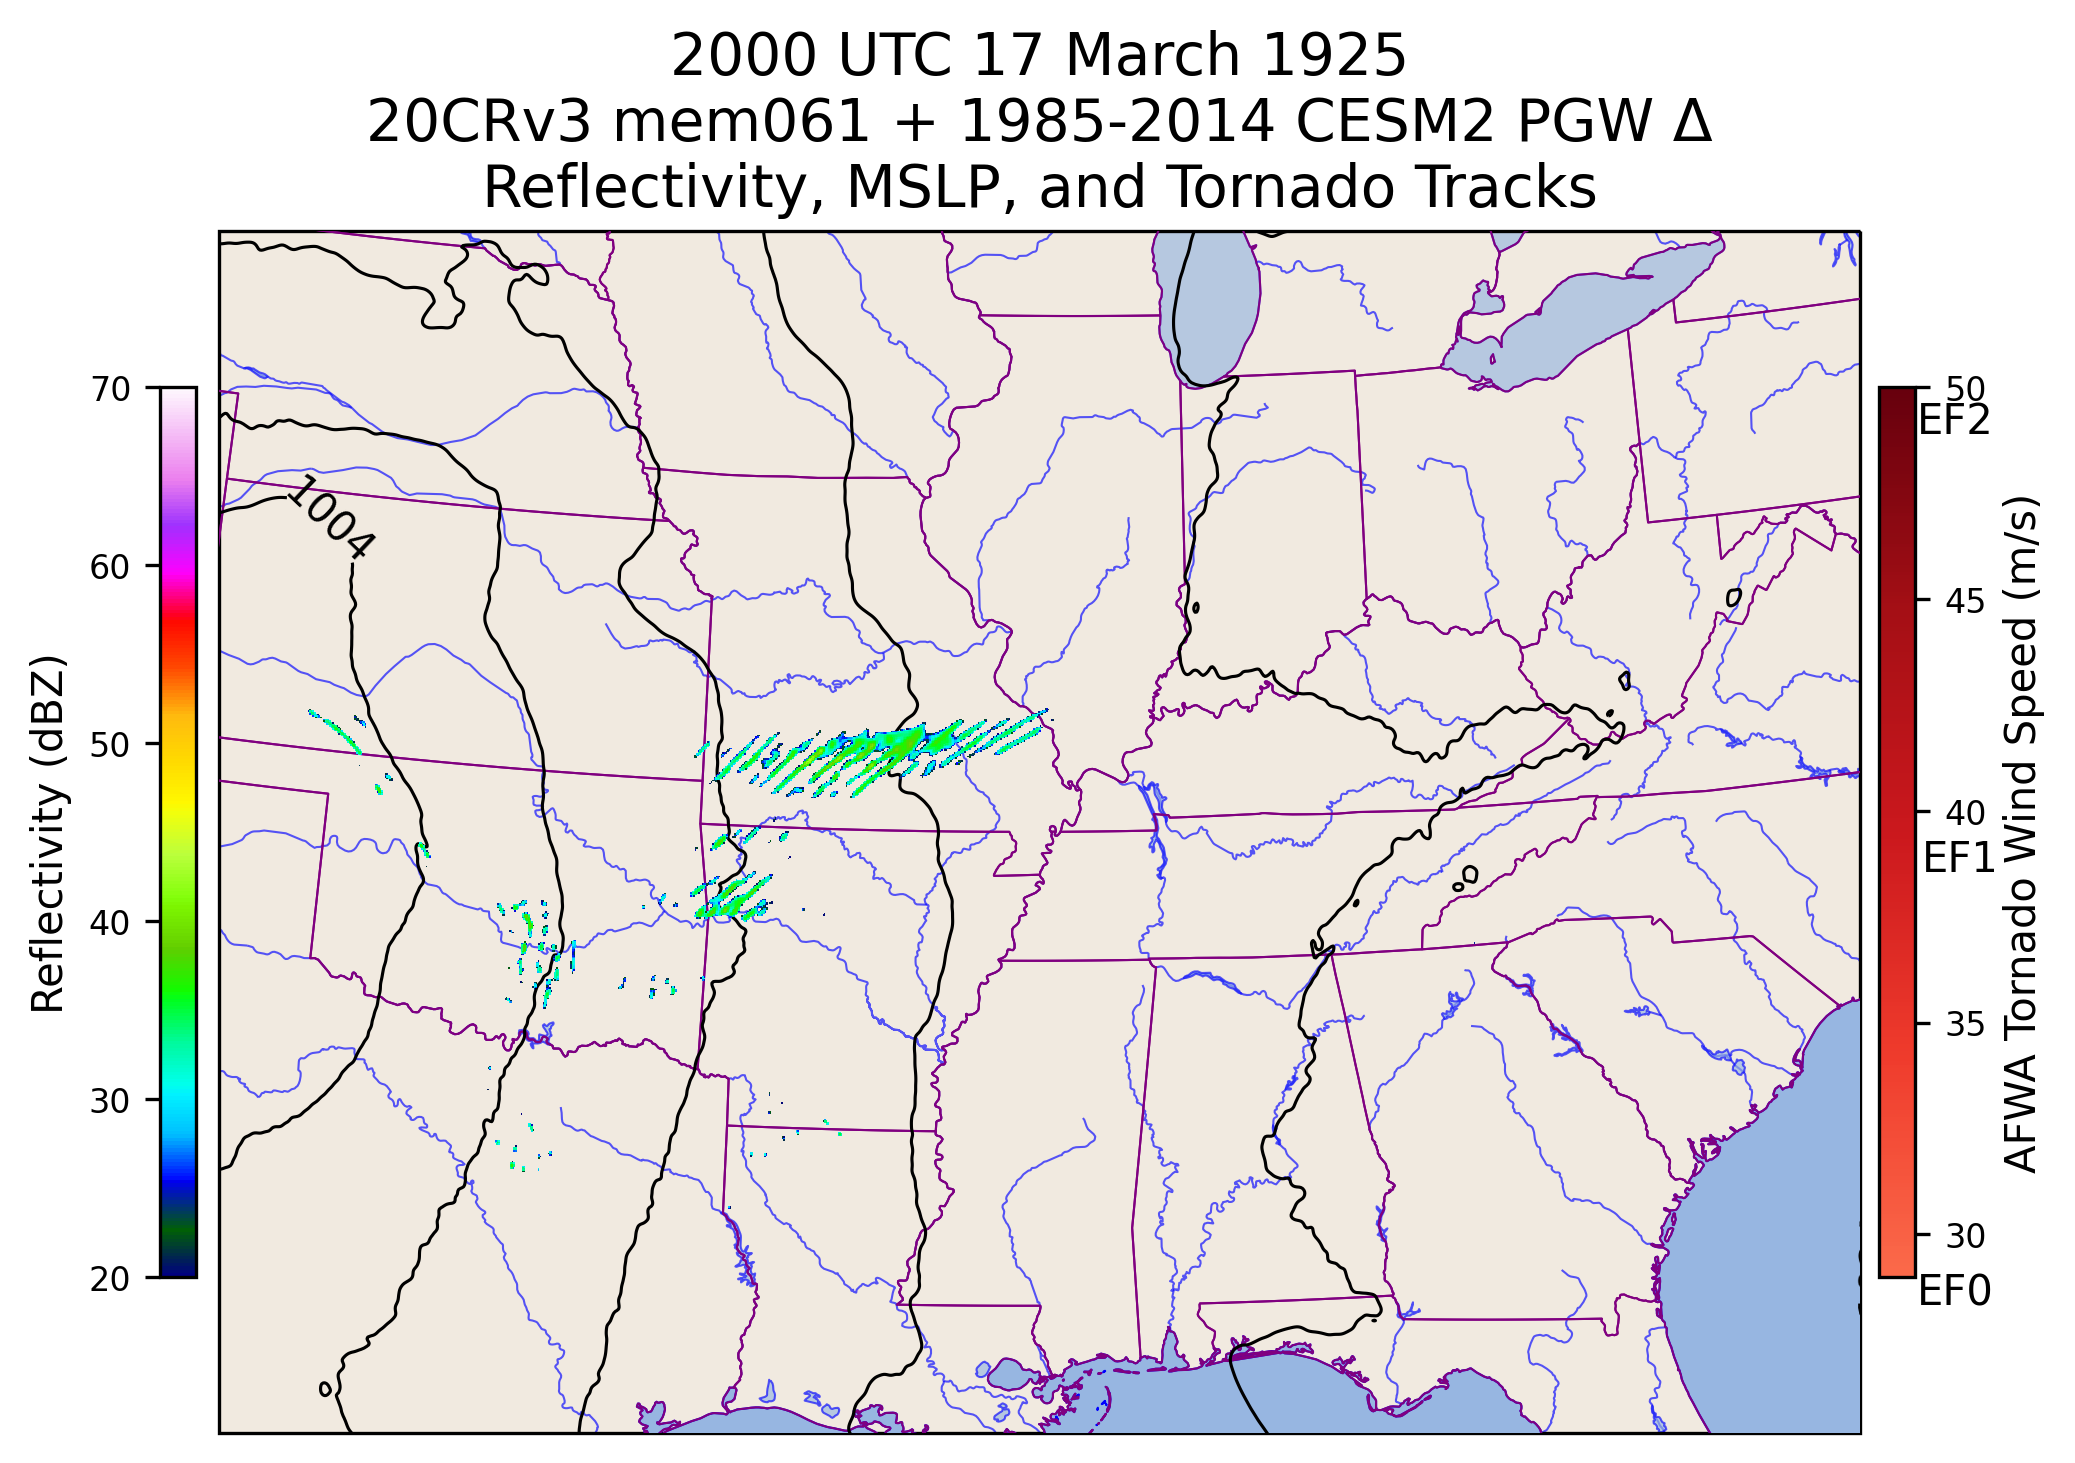 2000 UTC 17 March 1925
20CRv3 mem061 + 1985-2014 CESM2 PGW Δ
Reflectivity, MSLP, and Tornado Tracks
1004
70
60
50
40
30
20
Reflectivity (dBZ)
50
EF2
45
40
EF1
35
30
EF0
AFWA Tornado Wind Speed (m/s)